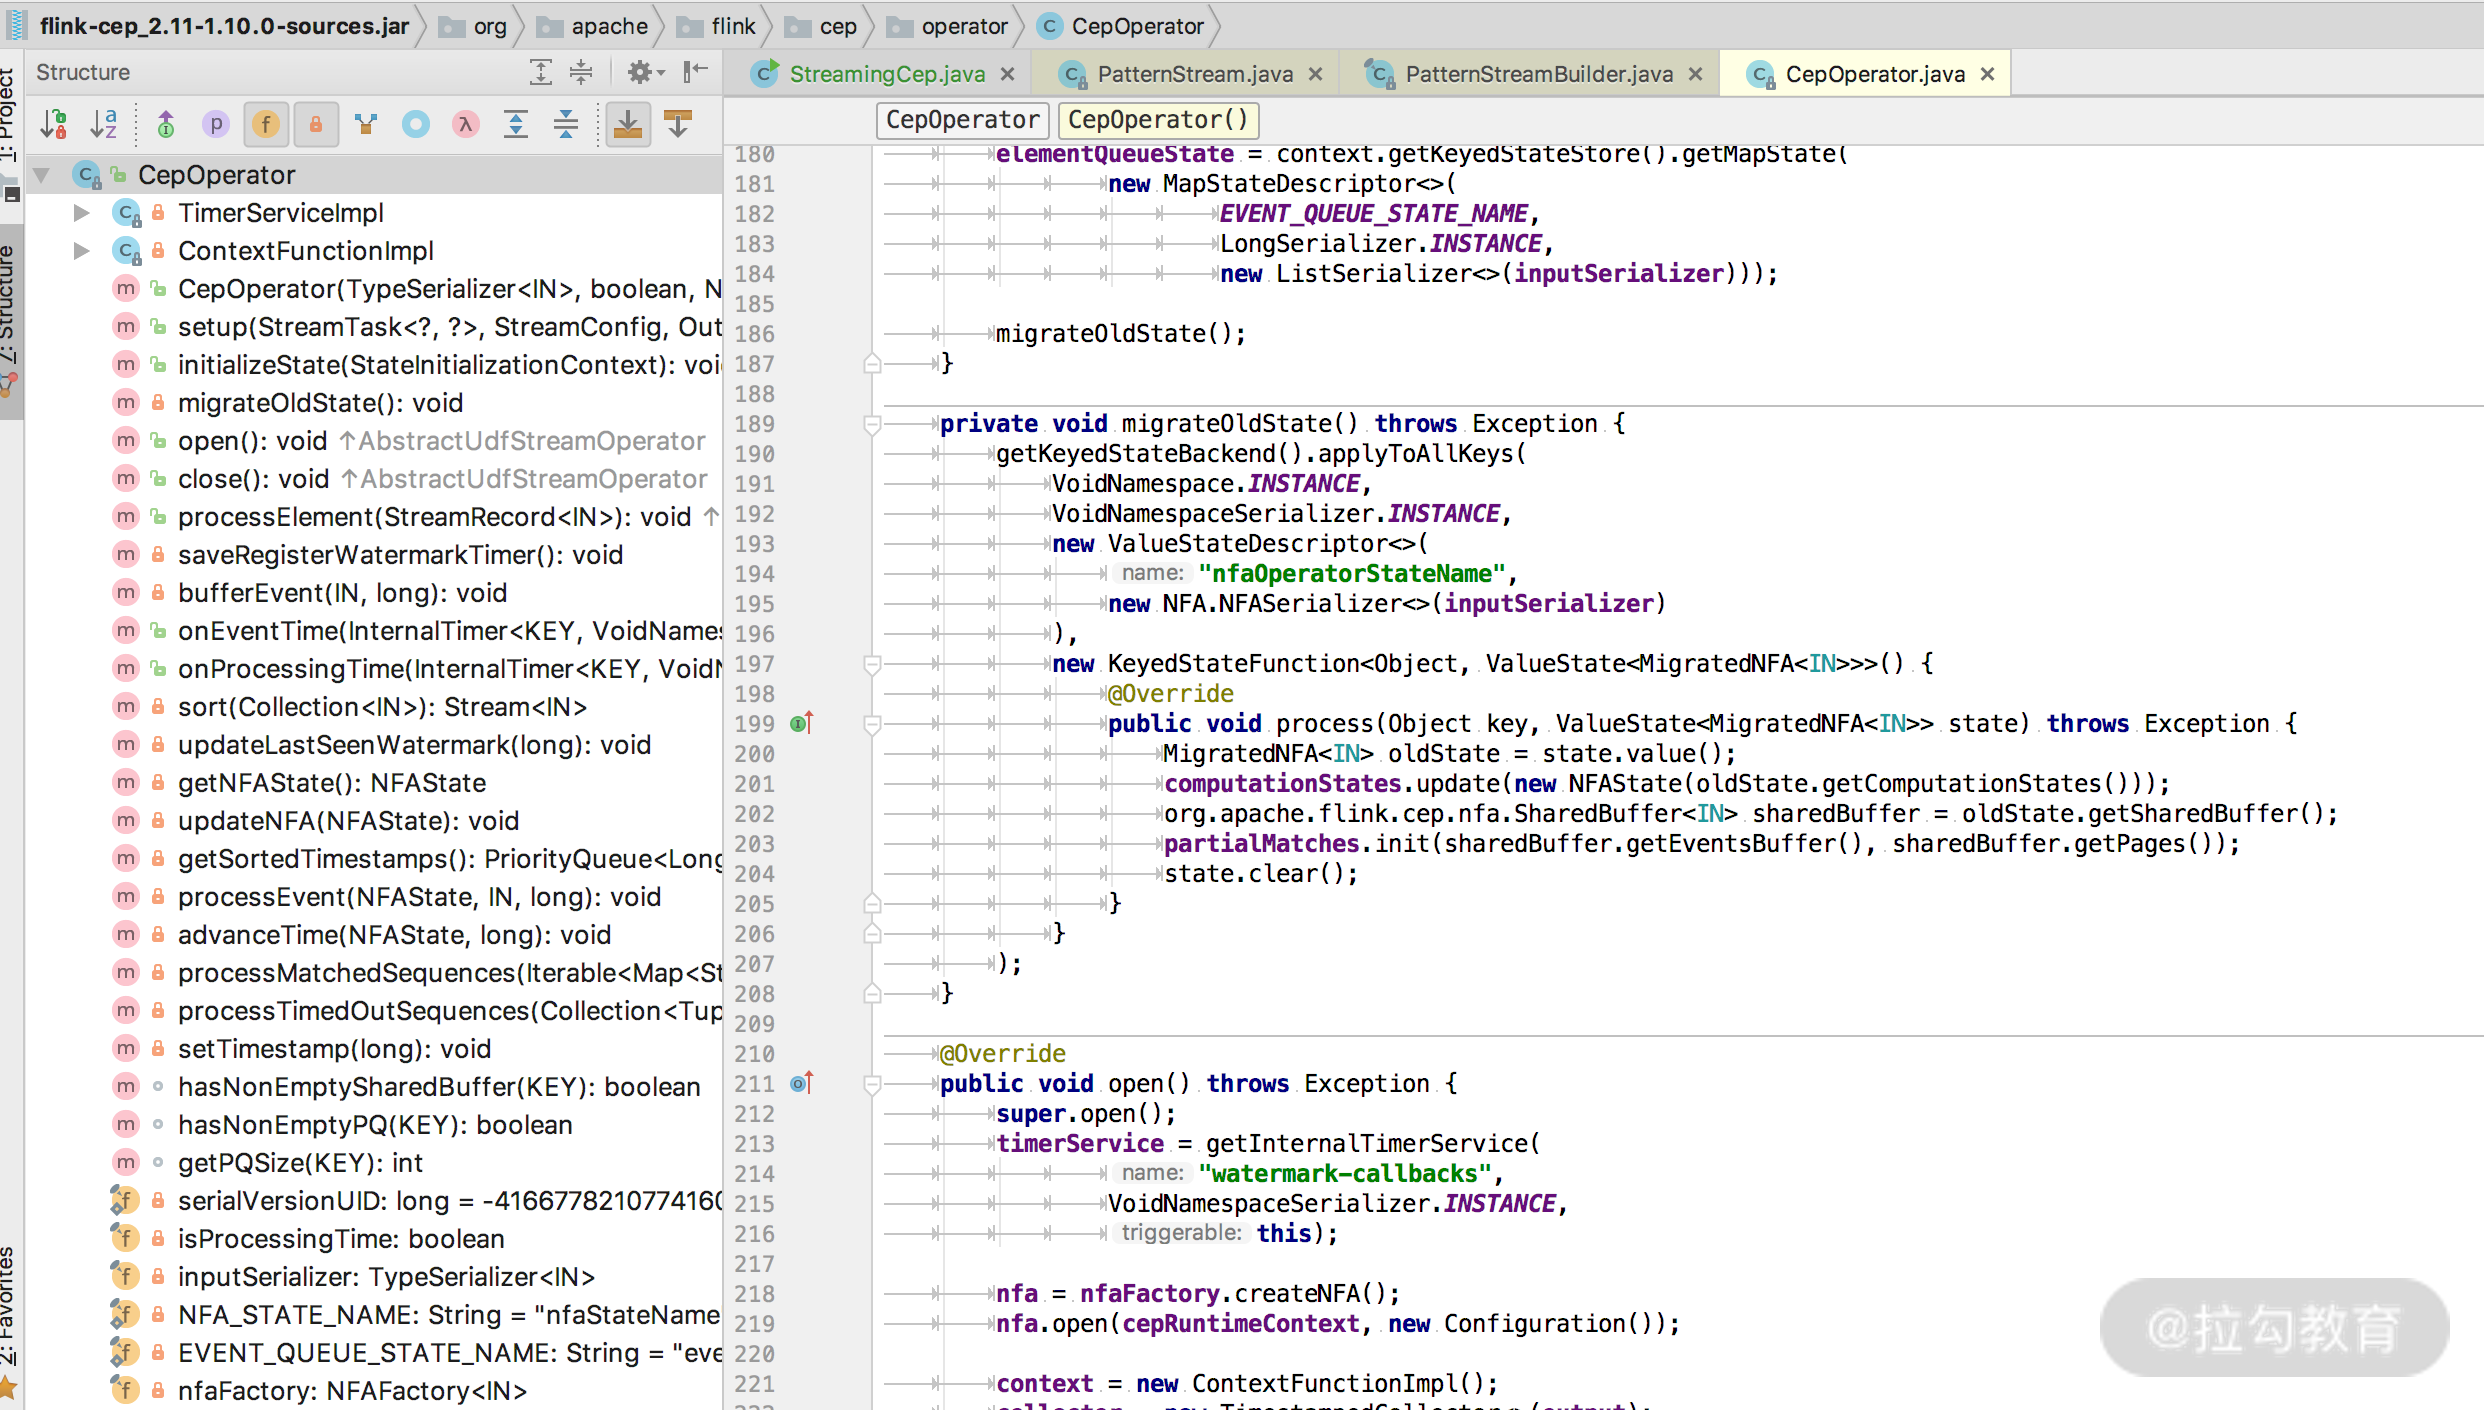 flink-cep_2.11-1.10.0-sources.jar org apache flink cep operator CepOperator
1: Project
7: Structure
2: Favorites
Structure
CepOperator
TimerServiceImpl
ContextFunctionImpl
CepOperator(TypeSerializer<IN>, boolean, N
setup(StreamTask<?, ?>, StreamConfig, Out
initializeState(StateInitializationContext): voi
migrateOldState(): void
open(): void ↑AbstractUdfStreamOperator
close(): void ↑AbstractUdfStreamOperator
processElement(StreamRecord<IN>): void ↑
saveRegisterWatermarkTimer(): void
bufferEvent(IN, long): void
onEventTime(InternalTimer<KEY, VoidNames
onProcessingTime(InternalTimer<KEY, VoidN
sort(Collection<IN>): Stream<IN>
updateLastSeenWatermark(long): void
getNFAState(): NFAState
updateNFA(NFAState): void
getSortedTimestamps(): PriorityQueue<Long
processEvent(NFAState, IN, long): void
advanceTime(NFAState, long): void
processMatchedSequences(Iterable<Map<St
processTimedOutSequences(Collection<Tup
setTimestamp(long): void
hasNonEmptySharedBuffer(KEY): boolean
hasNonEmptyPQ(KEY): boolean
getPQSize(KEY): int
serialVersionUID: long = -4166778210774160
isProcessingTime: boolean
inputSerializer: TypeSerializer<IN>
NFA_STATE_NAME: String = "nfaStateName
EVENT_QUEUE_STATE_NAME: String = "eve
nfaFactory: NFAFactory<IN>
StreamingCep.java PatternStream.java PatternStreamBuilder.java CepOperator.java
CepOperator CepOperator()
180 elementQueueState = context.getKeyedStateStore().getMapState(
181 new MapStateDescriptor<>(
182 EVENT_QUEUE_STATE_NAME,
183 LongSerializer.INSTANCE,
184 new ListSerializer<>(inputSerializer)));
185
186 migrateOldState();
187 }
188
189 private void migrateOldState() throws Exception {
190 getKeyedStateBackend().applyToAllKeys(
191 VoidNamespace.INSTANCE,
192 VoidNamespaceSerializer.INSTANCE,
193 new ValueStateDescriptor<>(
194 name: "nfaOperatorStateName",
195 new NFA.NFASerializer<>(inputSerializer)
196 ),
197 new KeyedStateFunction<Object, ValueState<MigratedNFA<IN>>>() {
198 @Override
199 public void process(Object key, ValueState<MigratedNFA<IN>> state) throws Exception {
200 MigratedNFA<IN> oldState = state.value();
201 computationStates.update(new NFAState(oldState.getComputationStates()));
202 org.apache.flink.cep.nfa.SharedBuffer<IN> sharedBuffer = oldState.getSharedBuffer();
203 partialMatches.init(sharedBuffer.getEventsBuffer(), sharedBuffer.getPages());
204 state.clear();
205 }
206 }
207 );
208 }
209
210 @Override
211 public void open() throws Exception {
212 super.open();
213 timerService = getInternalTimerService(
214 name: "watermark-callbacks",
215 VoidNamespaceSerializer.INSTANCE,
216 triggerable: this);
217
218 nfa = nfaFactory.createNFA();
219 nfa.open(cepRuntimeContext, new Configuration());
220
221 context = new ContextFunctionImpl();
@拉勾教育